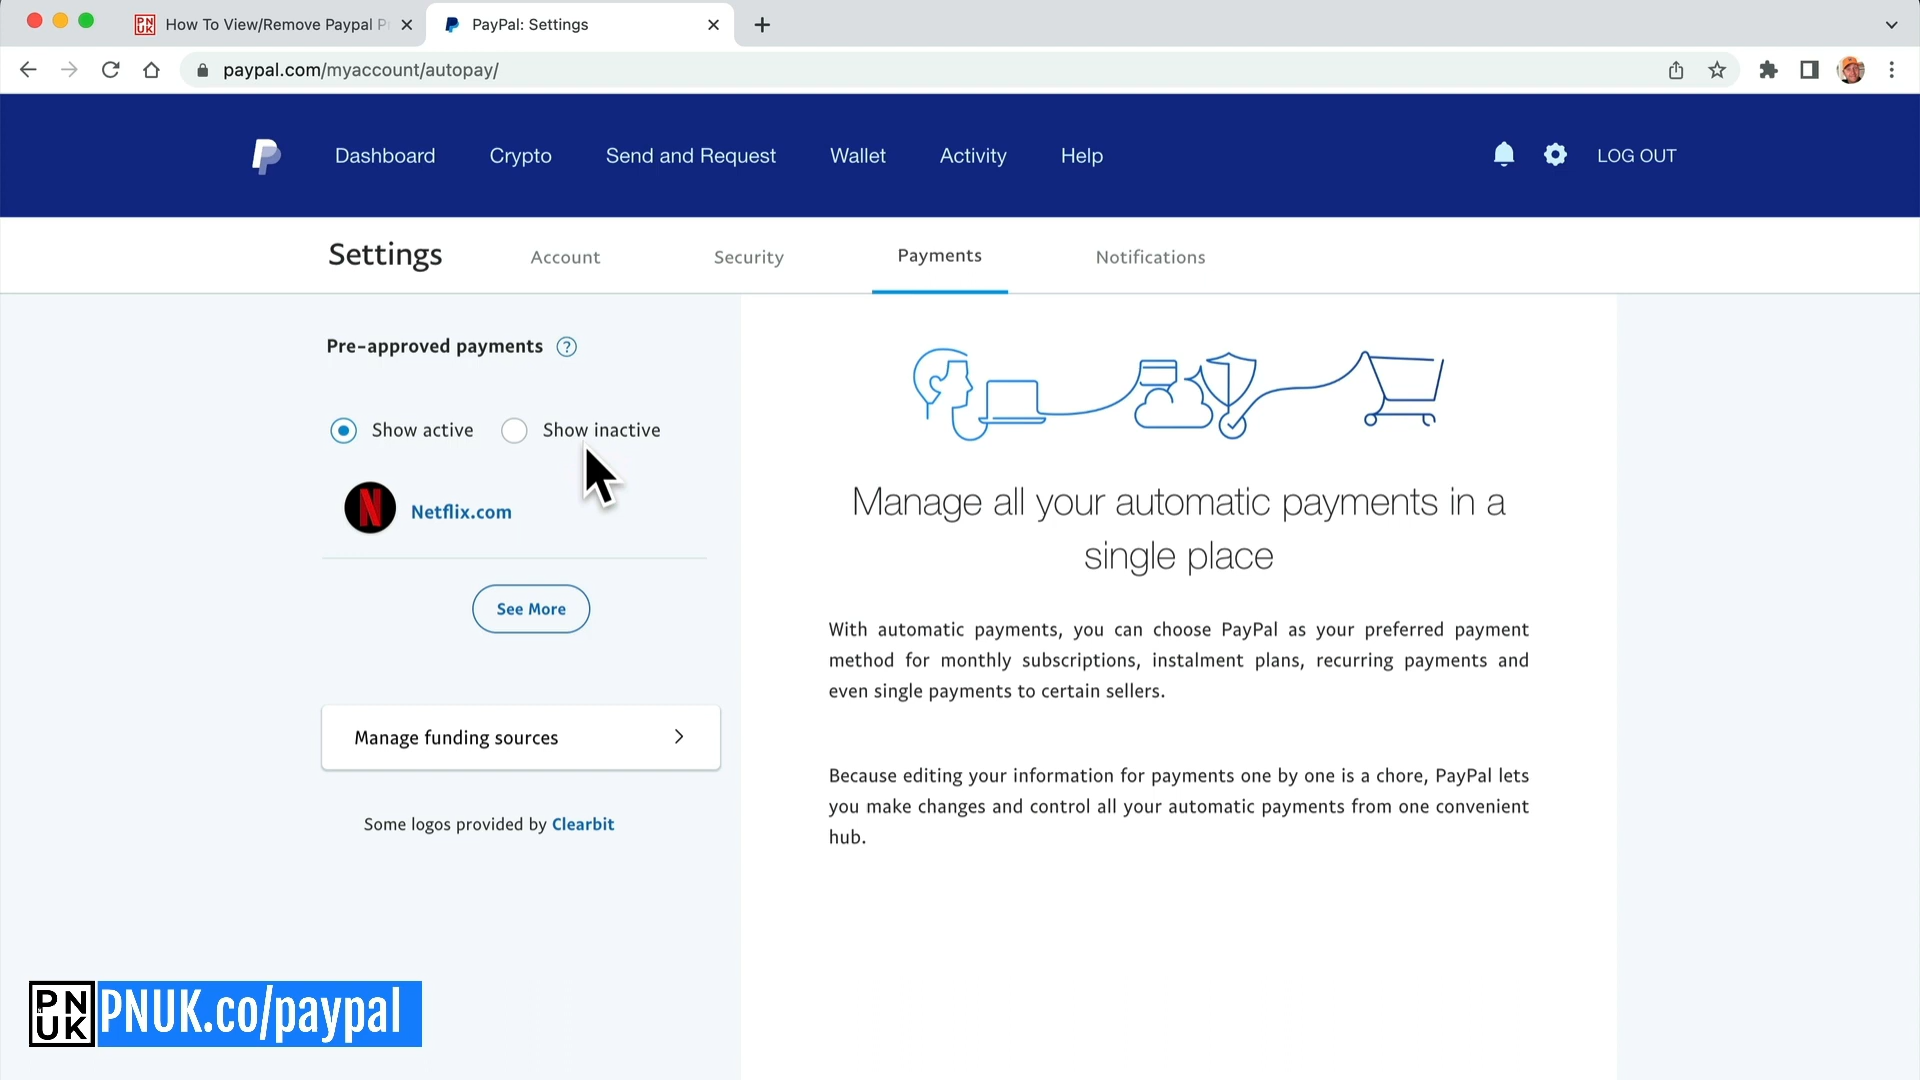 How To View/Remove Paypal P
PayPal: Settings
paypal.com/myaccount/autopay/
Dashboard
Crypto
Send and Request
Wallet
Activity
Help
LOG OUT
Settings
Account
Security
Payments
Notifications
Pre-approved payments ?
Show active
Show inactive
N
Netflix.com
See More
Manage funding sources
Some logos provided by Clearbit
Manage all your automatic payments in a
single place
With automatic payments, you can choose PayPal as your preferred payment
method for monthly subscriptions, instalment plans, recurring payments and
even single payments to certain sellers.
Because editing your information for payments one by one is a chore, PayPal lets
you make changes and control all your automatic payments from one convenient
hub.
PN
UK
PNUK.co/paypal